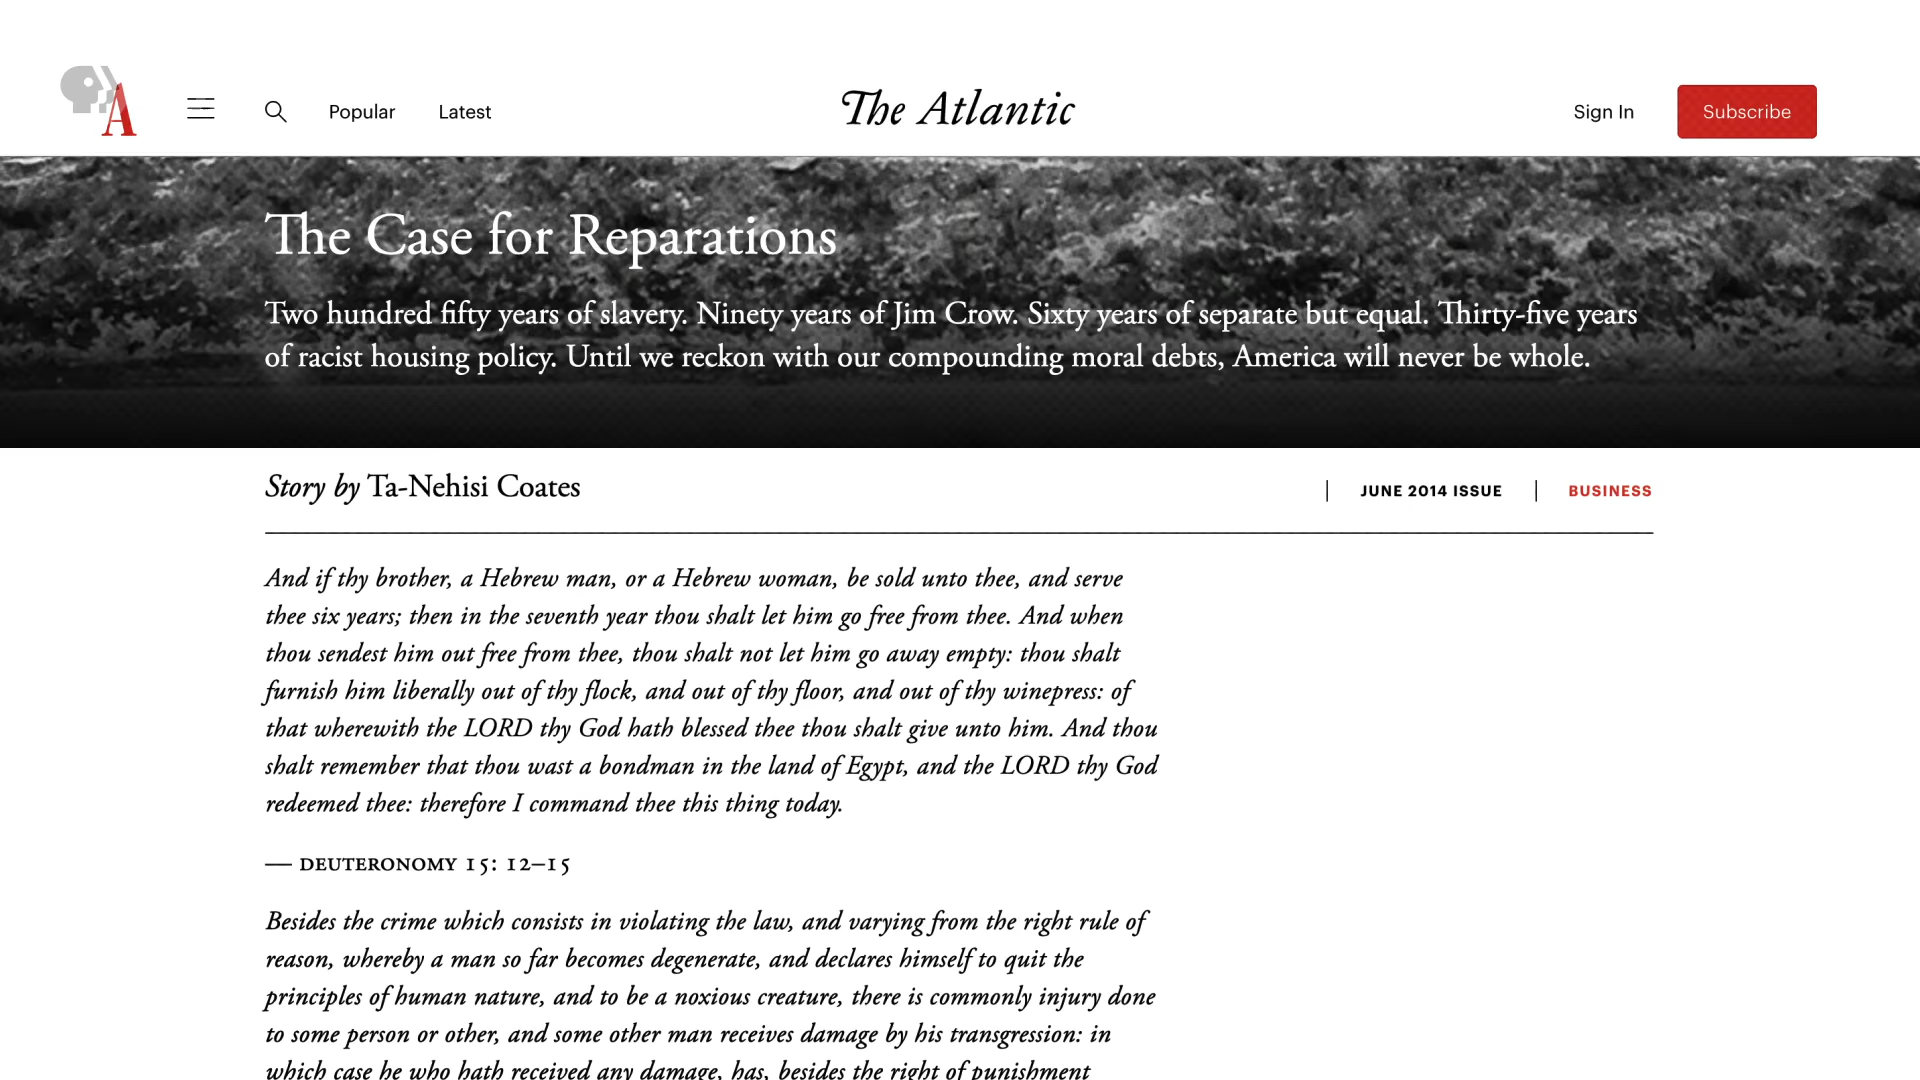 A
Popular
Latest
The Atlantic
Sign In
Subscribe
The Case for Reparations
Two hundred fifty years of slavery. Ninety years of Jim Crow. Sixty years of separate but equal. Thirty-five years
of racist housing policy. Until we reckon with our compounding moral debts, America will never be whole.
Story by Ta-Nehisi Coates
JUNE 2014 ISSUE
BUSINESS
And if thy brother, a Hebrew man, or a Hebrew woman, be sold unto thee, and serve
thee six years; then in the seventh year thou shalt let him go free from thee. And when
thou sendest him out free from thee, thou shalt not let him go away empty: thou shalt
furnish him liberally out of thy flock, and out of thy floor, and out of thy winepress: of
that wherewith the LORD thy God hath blessed thee thou shalt give unto him. And thou
shalt remember that thou wast a bondman in the land of Egypt, and the LORD thy God
redeemed thee: therefore I command thee this thing today.
— DEUTERONOMY 15: 12–15
Besides the crime which consists in violating the law, and varying from the right rule of
reason, whereby a man so far becomes degenerate, and declares himself to quit the
principles of human nature, and to be a noxious creature, there is commonly injury done
to some person or other, and some other man receives damage by his transgression: in
which case he who hath received any damage, has, besides the right of punishment